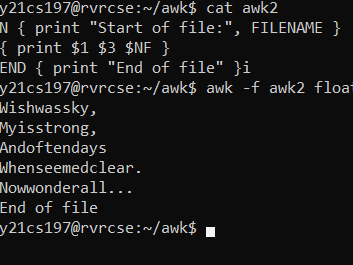 y21cs197@rvrcse:~/awk$ cat awk2
N { print "Start of file:", FILENAME }
{ print $1 $3 $NF }
END { print "End of file" }i
y21cs197@rvrcse:~/awk$ awk -f awk2 float
Wishwassky,
Myisstrong,
Andoftendays
Whenseemedclear.
Nowwonderall...
End of file
y21cs197@rvrcse:~/awk$